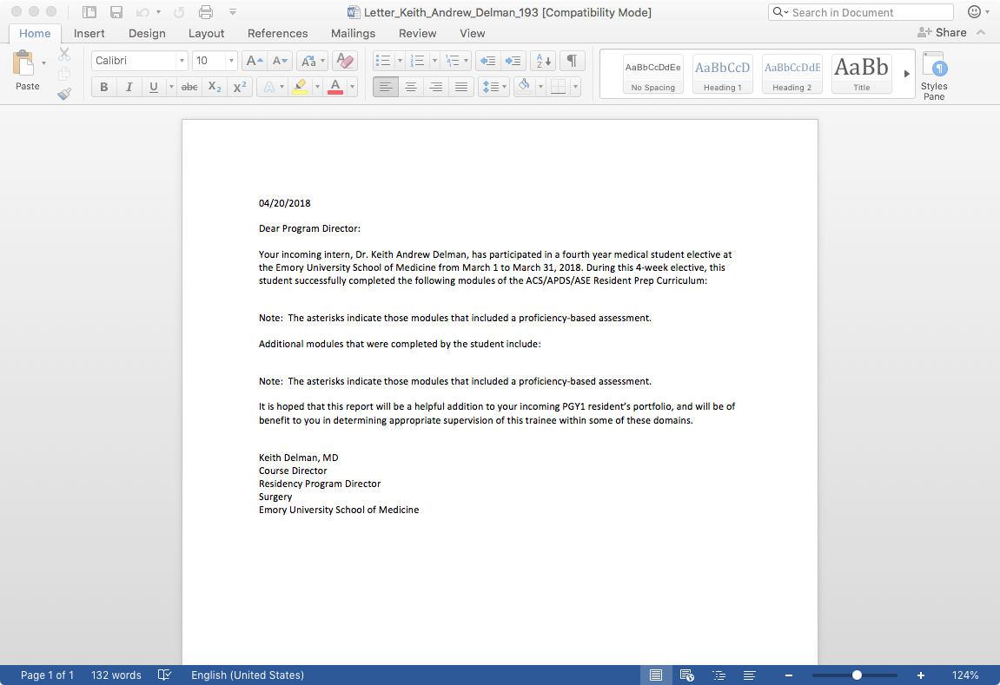 Letter_Keith_Andrew_Delman_193 [Compatibility Mode]
Search in Document
Home Insert Design Layout References Mailings Review View Share
Paste
Calibri 10
AaBbCcDdEe AaBbCcD AaBbCcDdE AaBb
No Spacing Heading 1 Heading 2 Title
Styles
Pane
04/20/2018
Dear Program Director:
Your incoming intern, Dr. Keith Andrew Delman, has participated in a fourth year medical student elective at
the Emory University School of Medicine from March 1 to March 31, 2018. During this 4-week elective, this
student successfully completed the following modules of the ACS/APDS/ASE Resident Prep Curriculum:
Note:  The asterisks indicate those modules that included a proficiency-based assessment.
Additional modules that were completed by the student include:
Note:  The asterisks indicate those modules that included a proficiency-based assessment.
It is hoped that this report will be a helpful addition to your incoming PGY1 resident's portfolio, and will be of
benefit to you in determining appropriate supervision of this trainee within some of these domains.
Keith Delman, MD
Course Director
Residency Program Director
Surgery
Emory University School of Medicine
Page 1 of 1 132 words English (United States) 124%